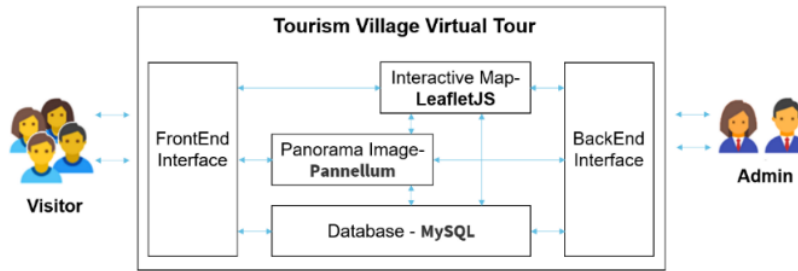 Tourism Village Virtual Tour
Interactive Map-
LeafletJS
FrontEnd
Interface
Panorama Image-
Pannellum
BackEnd
Interface
Database - MySQL
Visitor
Admin